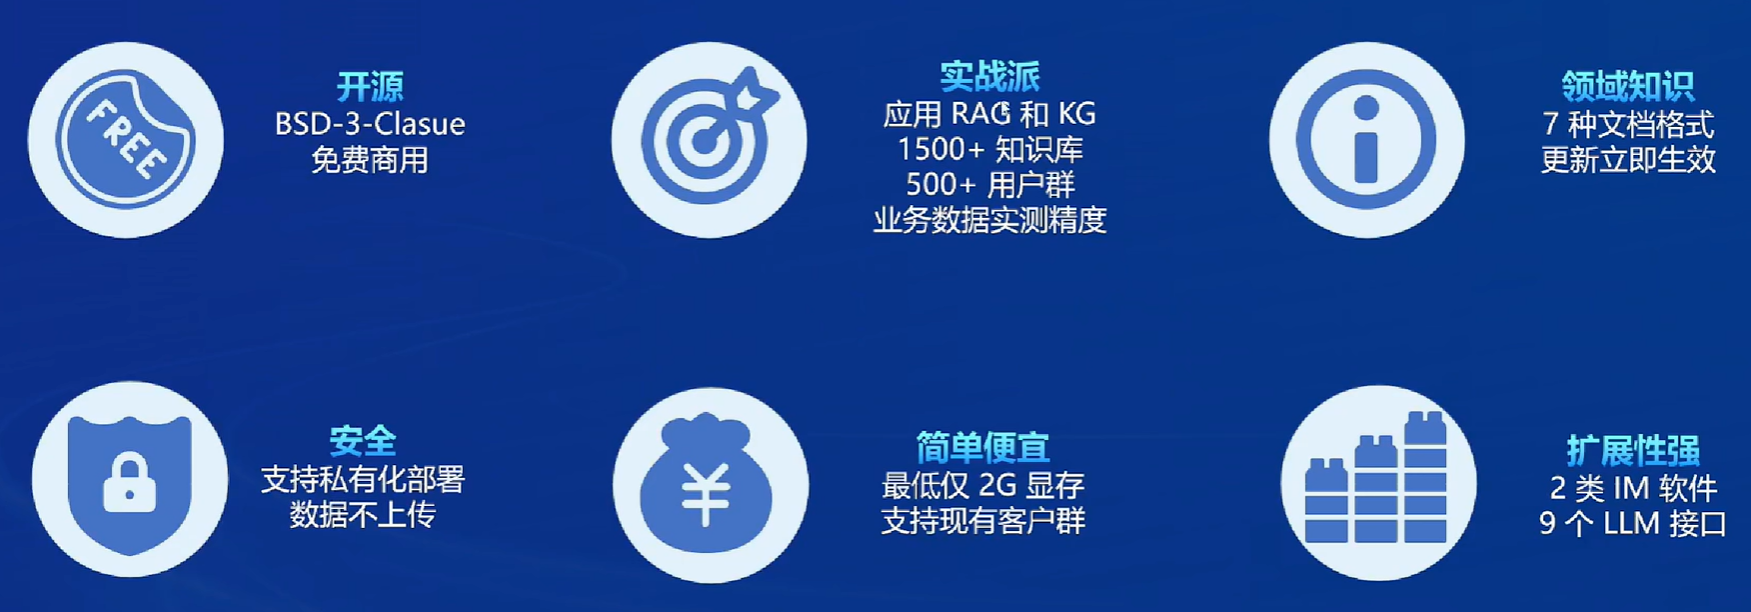 FREE
开源
BSD-3-Clasue
免费商用
实战派
应用 RAG 和 KG
1500+ 知识库
500+ 用户群
业务数据实测精度
领域知识
7 种文档格式
更新立即生效
安全
支持私有化部署
数据不上传
¥
简单便宜
最低仅 2G 显存
支持现有客户群
扩展性强
2 类 IM 软件
9 个 LLM 接口